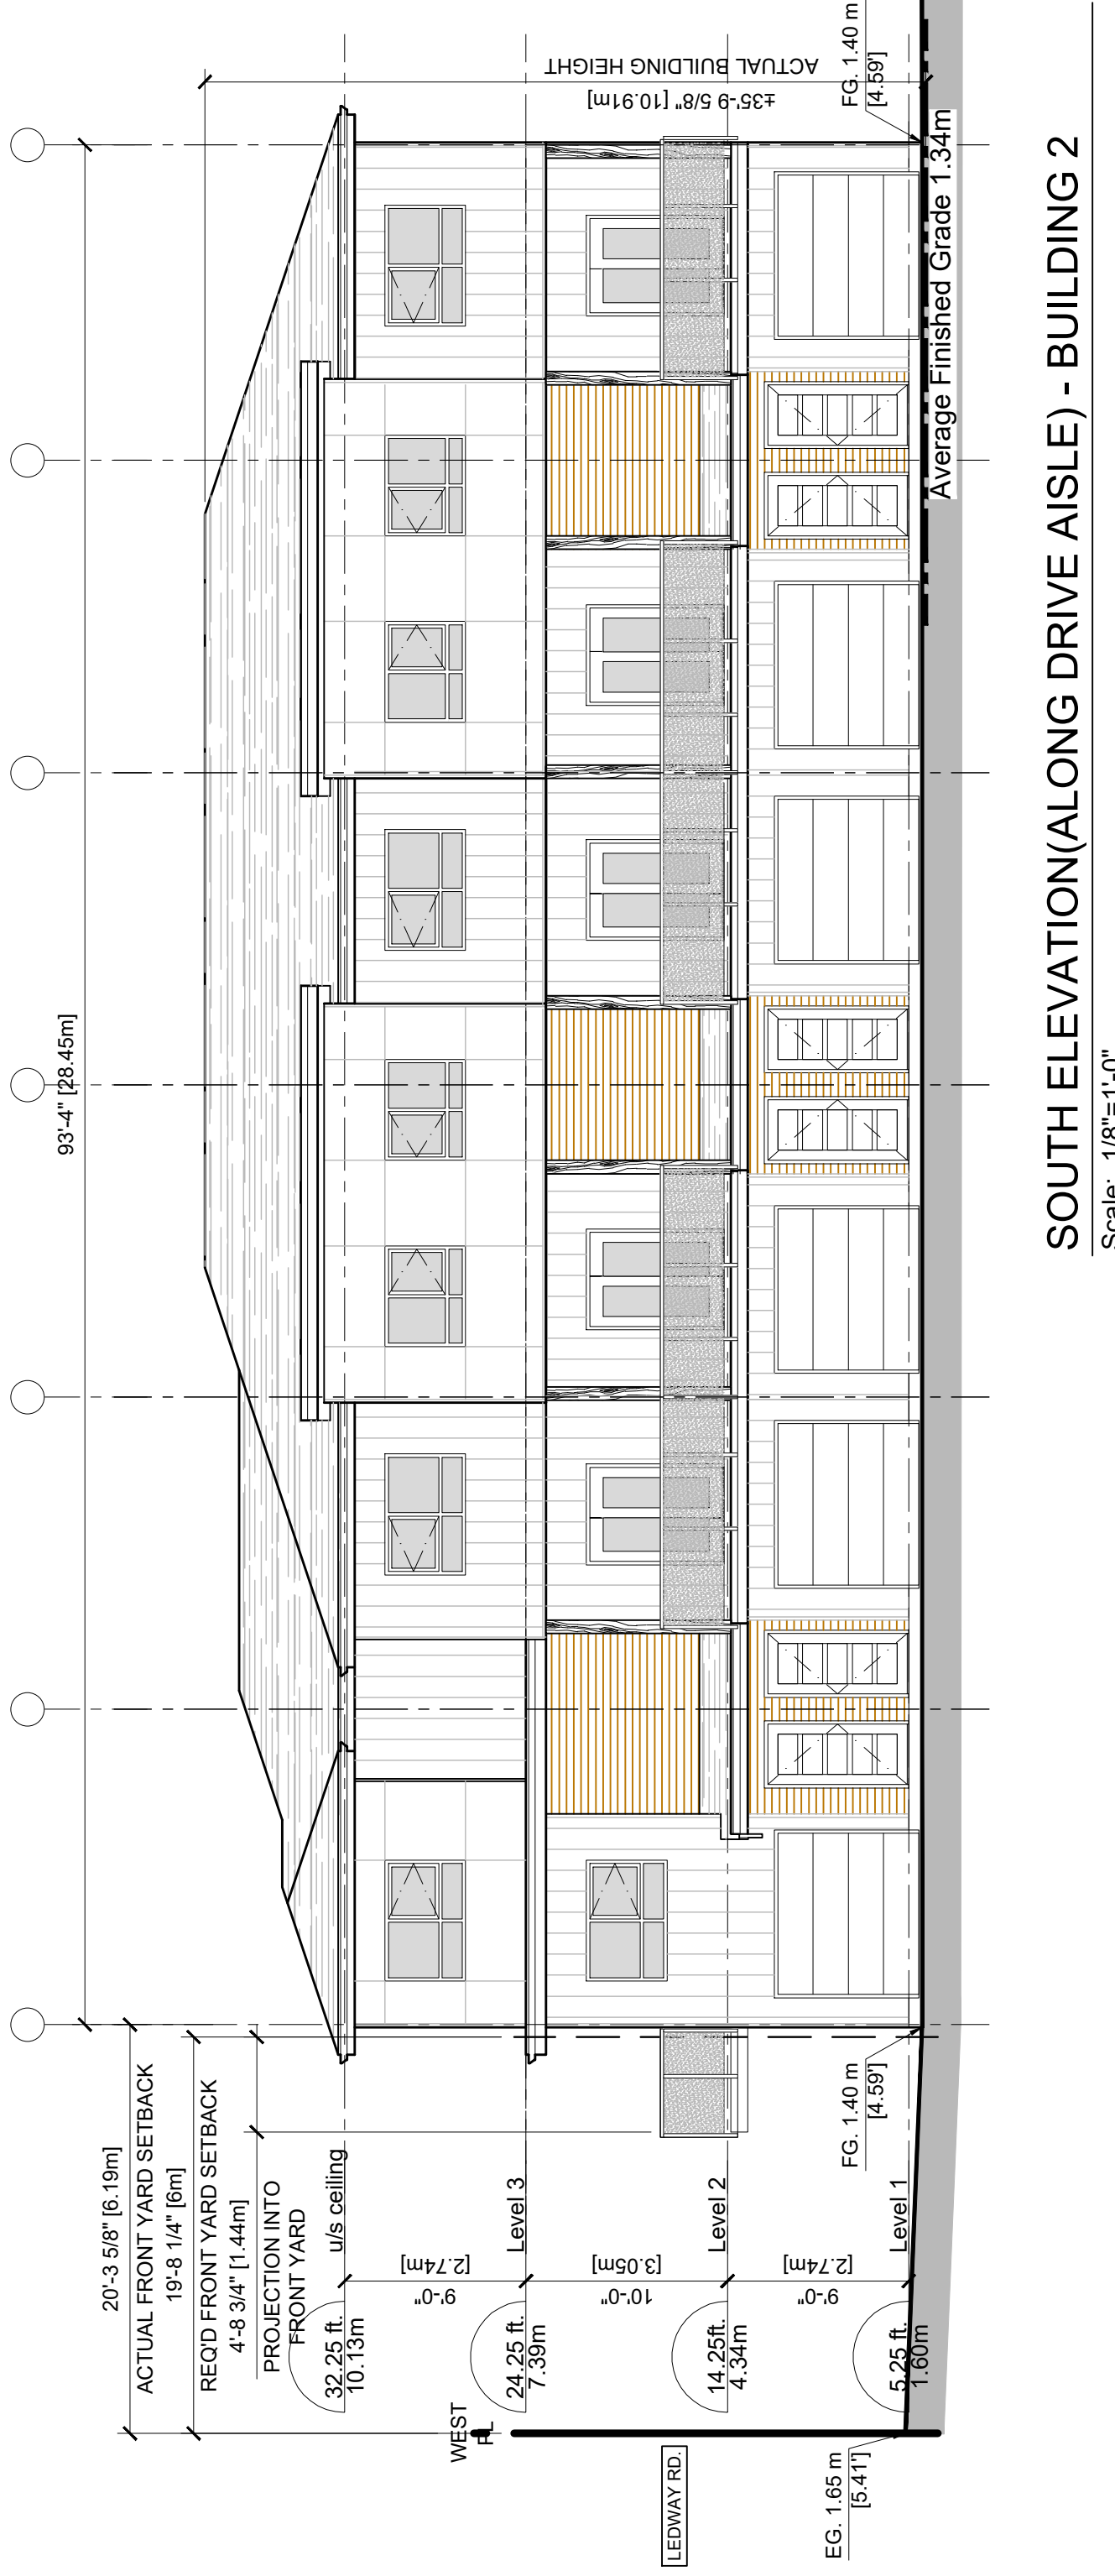 93'-4" [28.45m]
20'-3 5/8" [6.19m]
ACTUAL FRONT YARD SETBACK
19'-8 1/4" [6m]
REQ'D FRONT YARD SETBACK
4'-8 3/4" [1.44m]
PROJECTION INTO
FRONT YARD
ACTUAL BUILDING HEIGHT
±35'-9 5/8" [10.91m]
u/s ceiling
32.25 ft.
10.13m
9'-0"
[2.74m]
Level 3
24.25 ft.
7.39m
10'-0"
[3.05m]
Level 2
14.25ft.
4.34m
9'-0"
[2.74m]
Level 1
5.25 ft.
1.60m
WEST
PL
LEDWAY RD.
EG. 1.65 m
[5.41']
FG. 1.40 m
[4.59']
FG. 1.40 m
[4.59']
Average Finished Grade 1.34m
SOUTH ELEVATION(ALONG DRIVE AISLE) - BUILDING 2
Scale: 1/8"=1'-0"